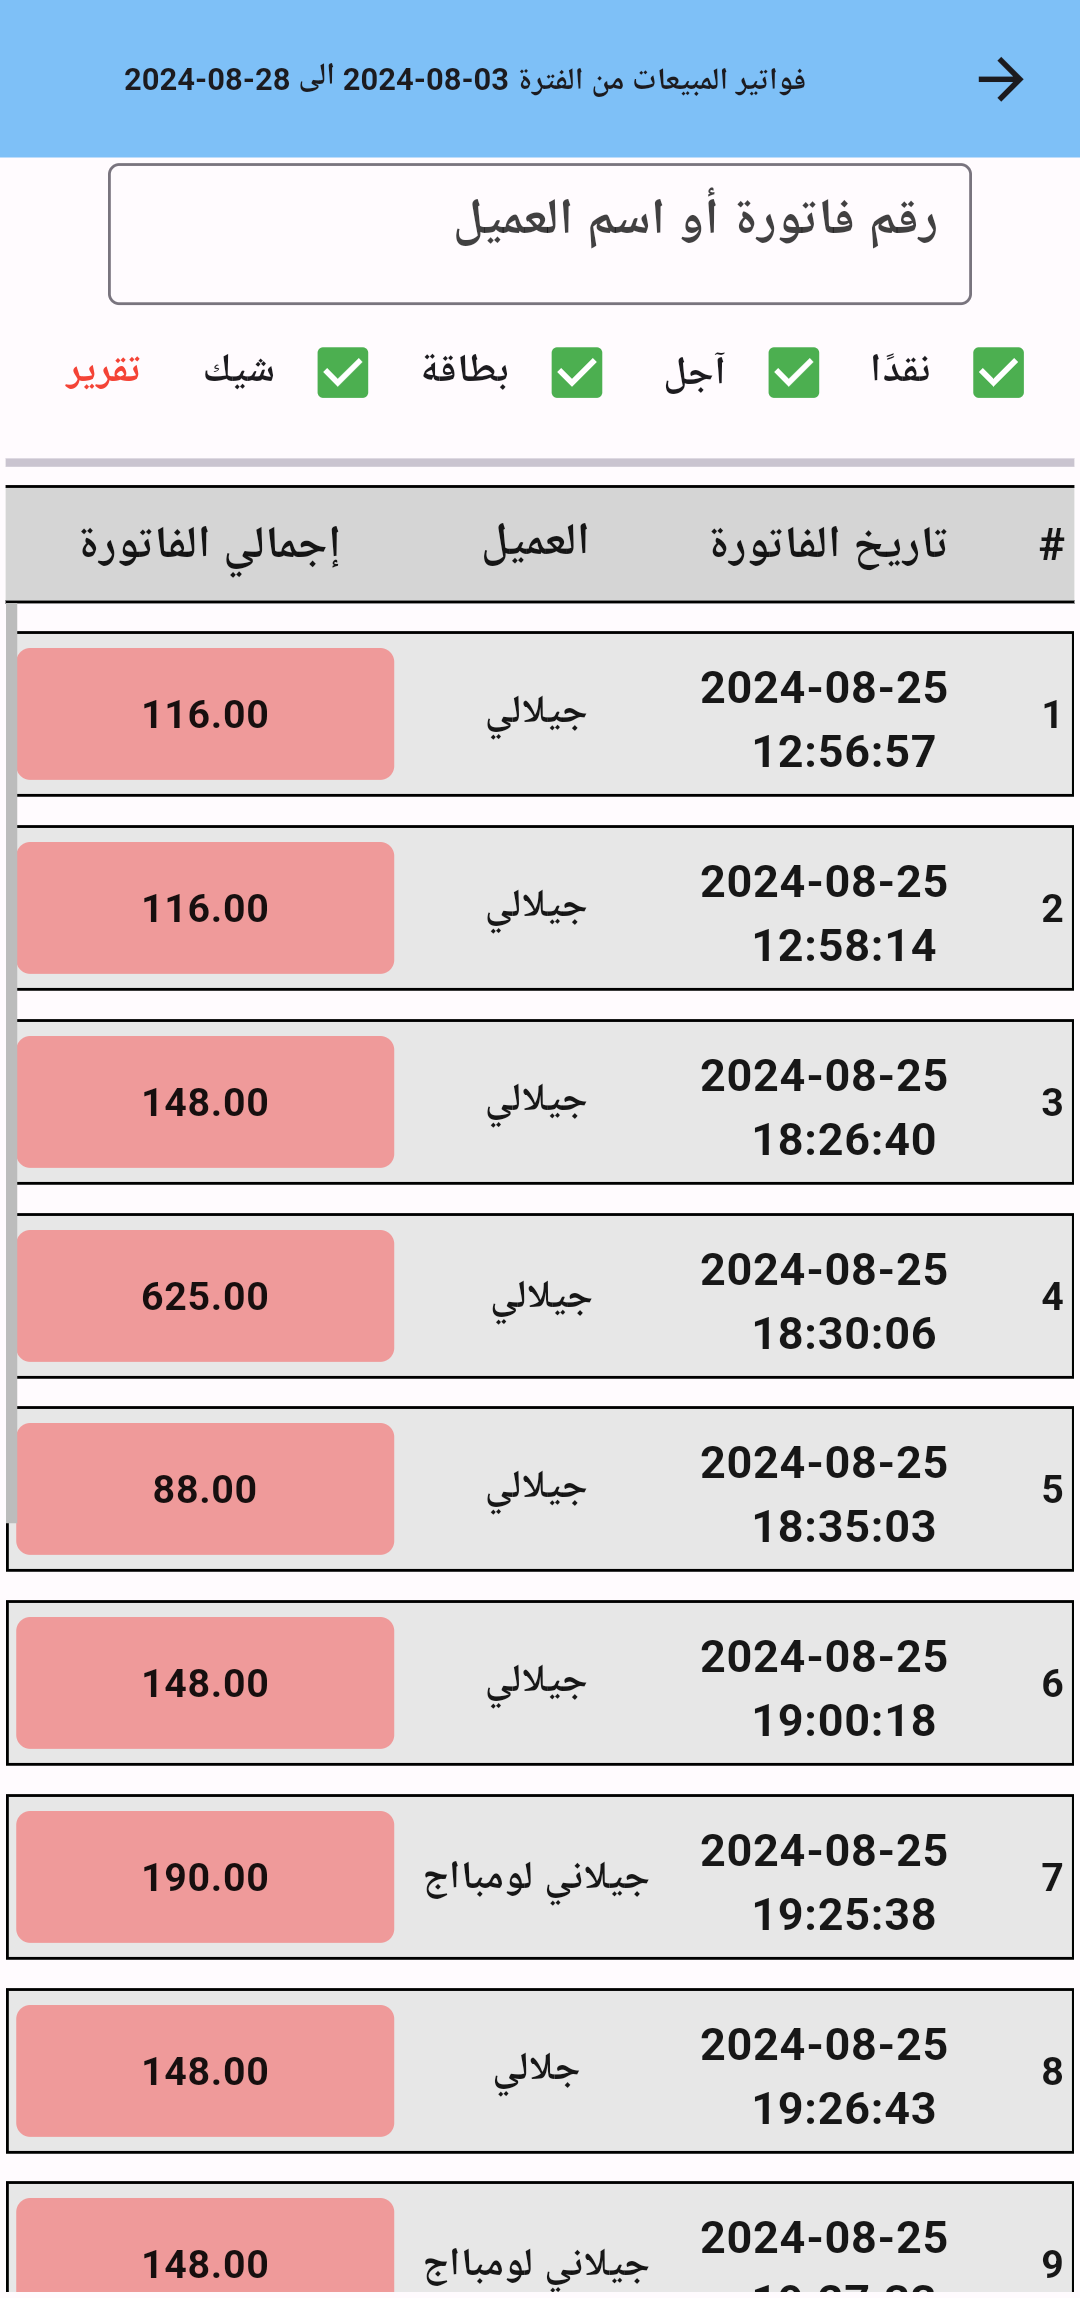 فواتير المبيعات من الفترة 03-08-2024 الى 28-08-2024
رقم فاتورة أو اسم العميل
نقدًا آجل بطاقة شيك تقرير
# تاريخ الفاتورة العميل إجمالي الفاتورة
1 2024-08-25 12:56:57 جيلالي 116.00
2 2024-08-25 12:58:14 جيلالي 116.00
3 2024-08-25 18:26:40 جيلالي 148.00
4 2024-08-25 18:30:06 جيلالي 625.00
5 2024-08-25 18:35:03 جيلالي 88.00
6 2024-08-25 19:00:18 جيلالي 148.00
7 2024-08-25 19:25:38 جيلاني لومبااج 190.00
8 2024-08-25 19:26:43 جلالي 148.00
9 2024-08-25 جيلاني لومبااج 148.00